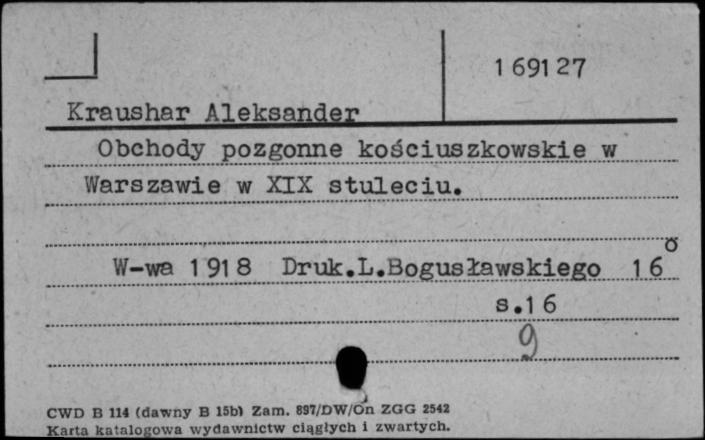 169127
Kraushar Aleksander
Obchody pozgonne kościuszkowskie w
Warszawie w XIX stuleciu.
W-wa 1918 Druk.L.Bogusławskiego 16°
s.16
9
CWD B 114 (dawny B 15b) Zam. 897/DW/On ZGG 2542
Karta katalogowa wydawnictw ciągłych i zwartych.